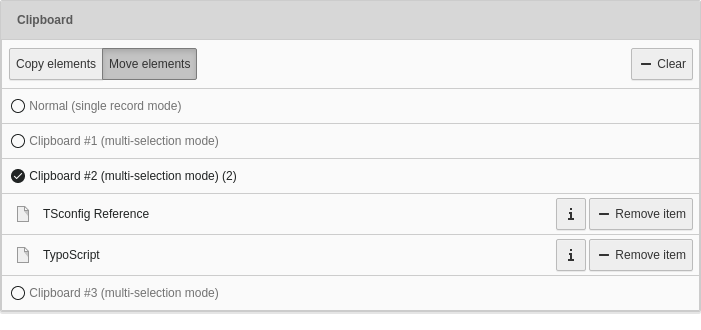 Clipboard
Copy elements Move elements Clear
Normal (single record mode)
Clipboard #1 (multi-selection mode)
Clipboard #2 (multi-selection mode) (2)
TSconfig Reference i Remove item
TypoScript i Remove item
Clipboard #3 (multi-selection mode)